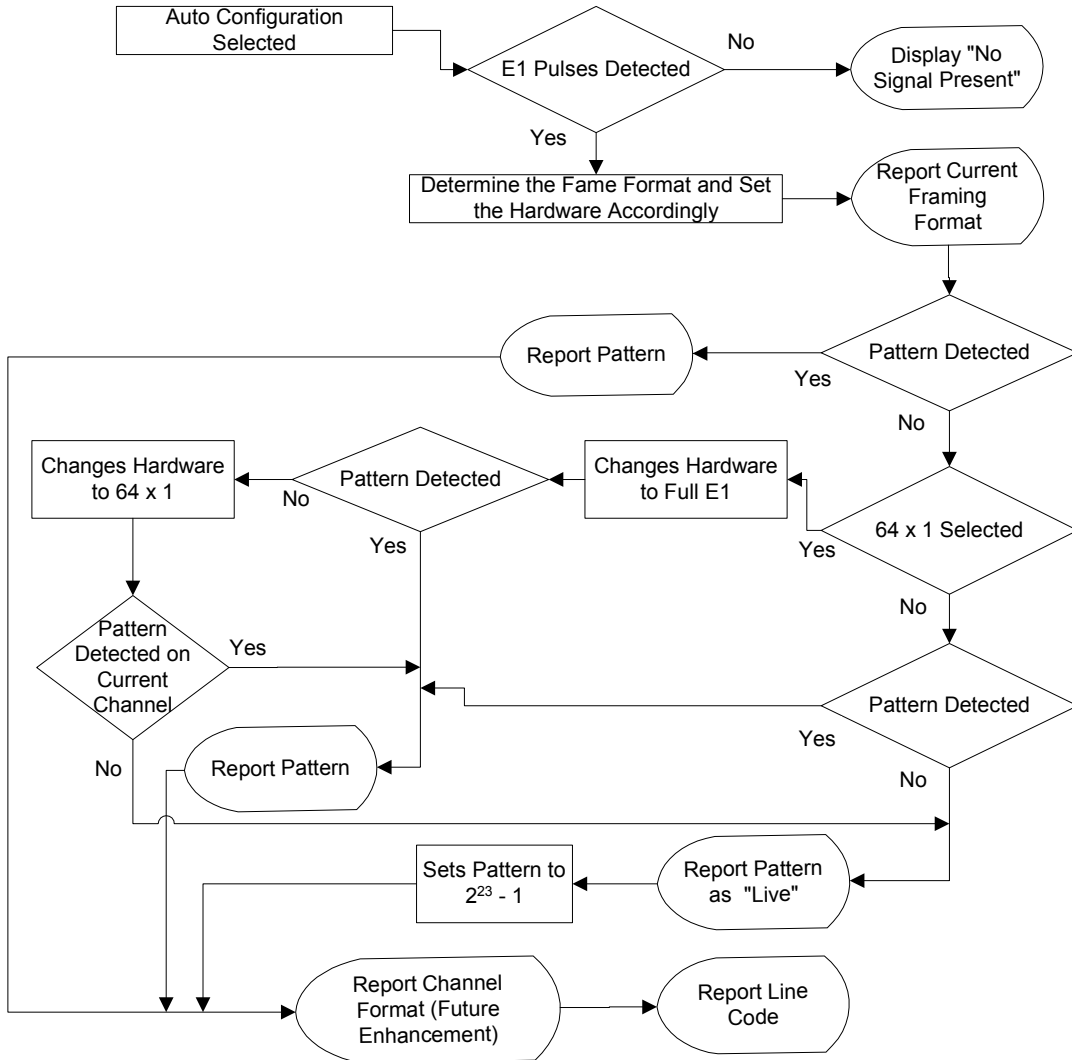 Auto Configuration
Selected
E1 Pulses Detected
No
Display "No
Signal Present"
Yes
Determine the Fame Format and Set
the Hardware Accordingly
Report Current
Framing
Format
Pattern Detected
Yes
Report Pattern
No
64 x 1 Selected
Yes
Changes Hardware
to Full E1
Pattern Detected
No
Changes Hardware
to 64 x 1
Yes
Pattern
Detected on
Current
Channel
Yes
No
No
Pattern Detected
Yes
Report Pattern
No
Report Pattern
as "Live"
Sets Pattern to
2²³ - 1
Report Channel
Format (Future
Enhancement)
Report Line
Code